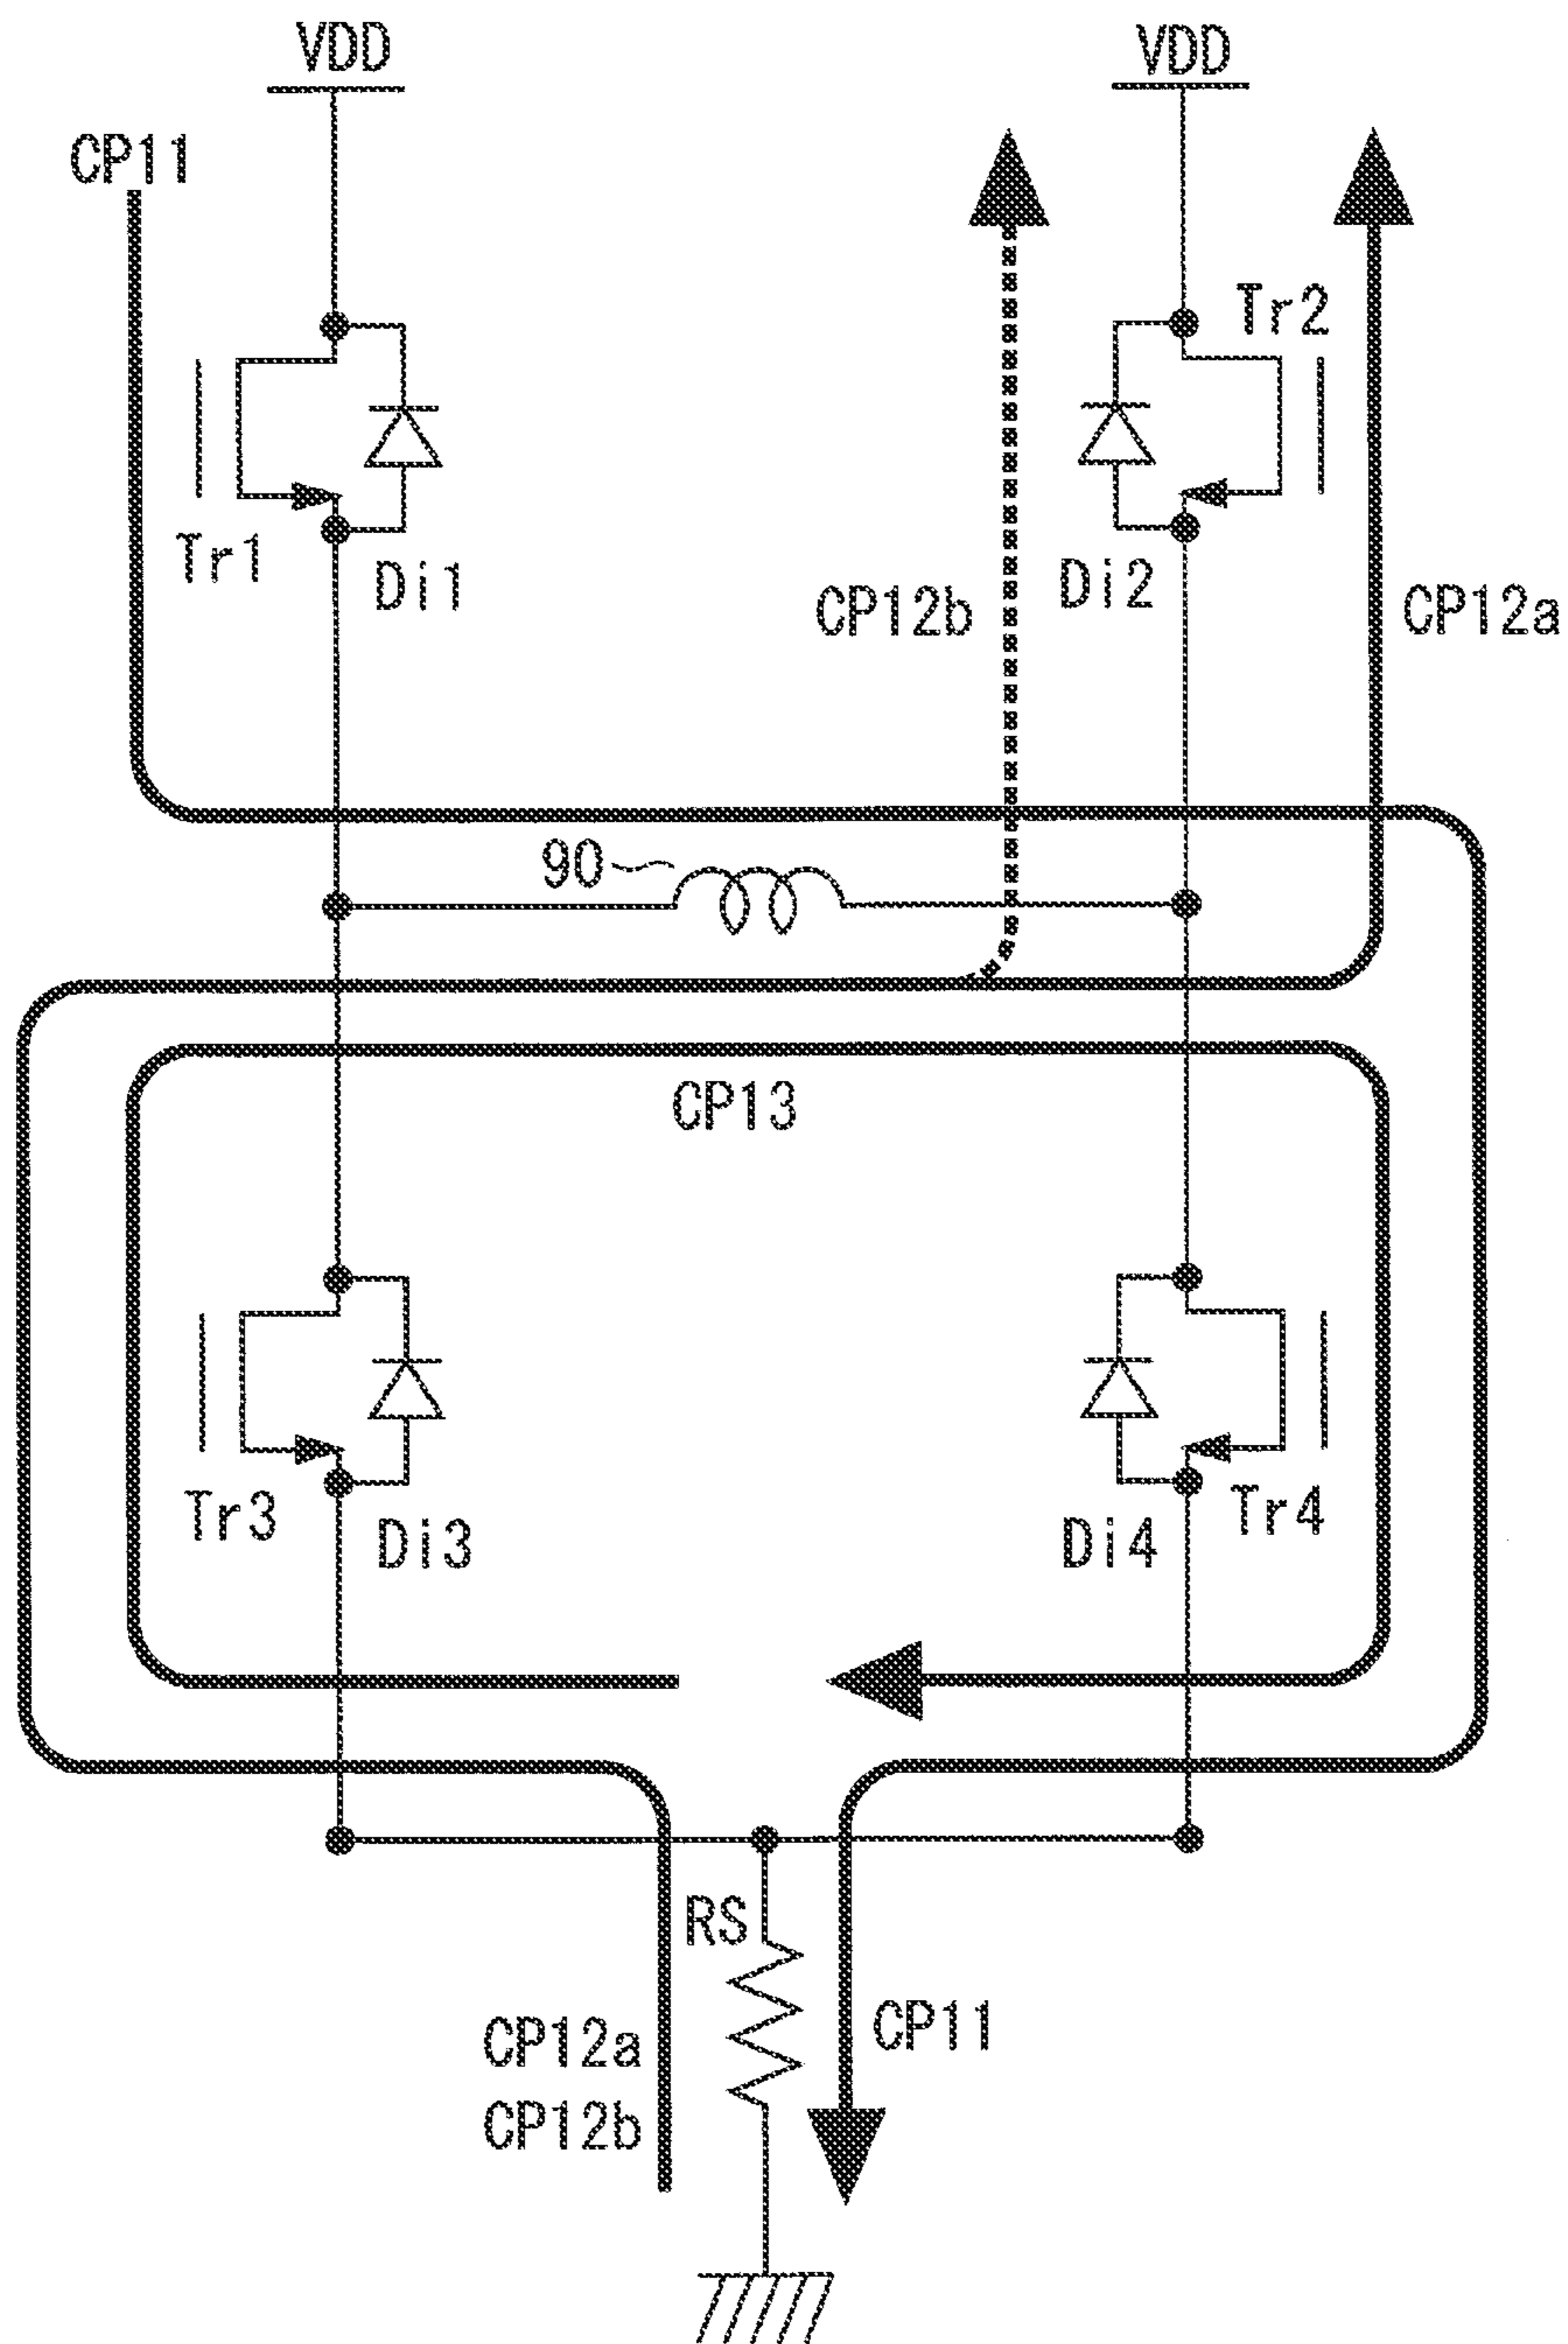 VDD
VDD
CP11
Tr2
Tr1
Di1
Di2
CP12b
CP12a
90
CP13
Tr3
Di3
Di4
Tr4
RS
CP12a
CP11
CP12b